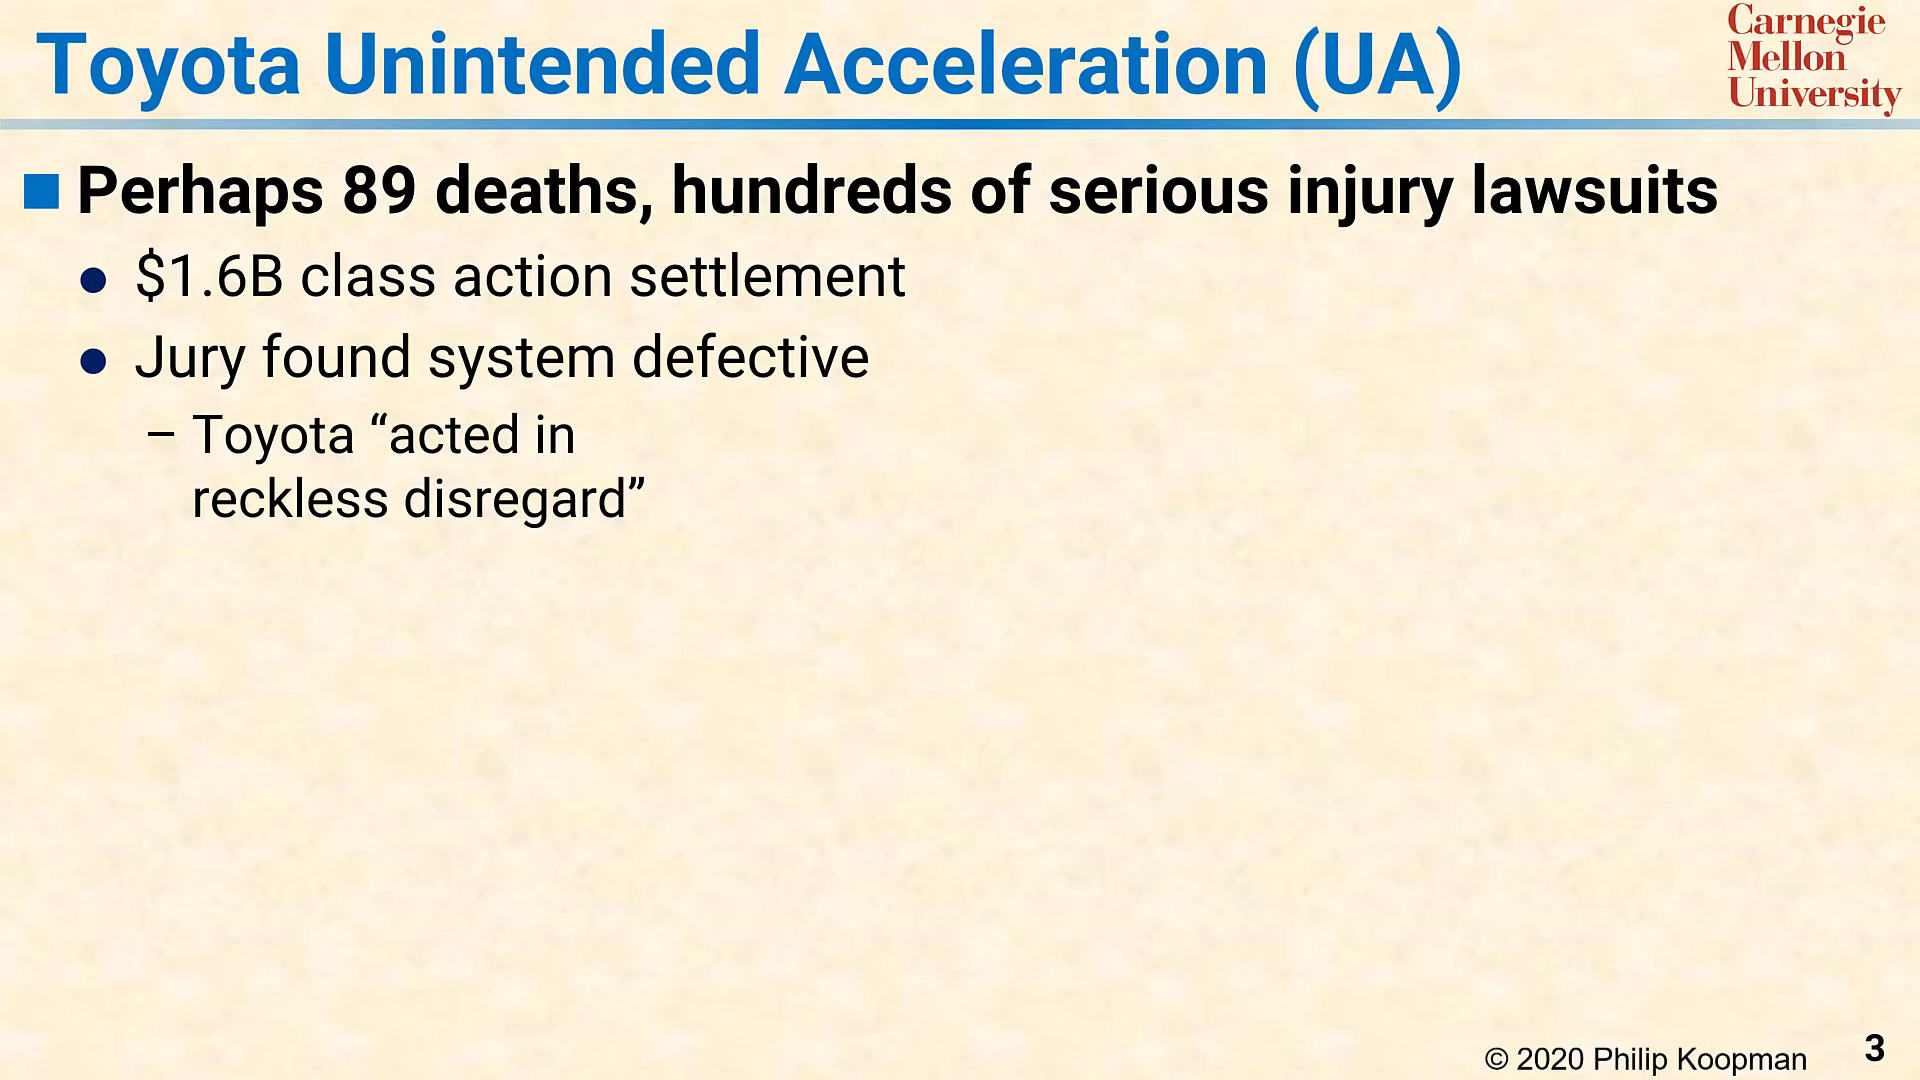 Toyota Unintended Acceleration (UA)
Carnegie
Mellon
University
Perhaps 89 deaths, hundreds of serious injury lawsuits
● $1.6B class action settlement
● Jury found system defective
– Toyota “acted in
reckless disregard”
© 2020 Philip Koopman
3